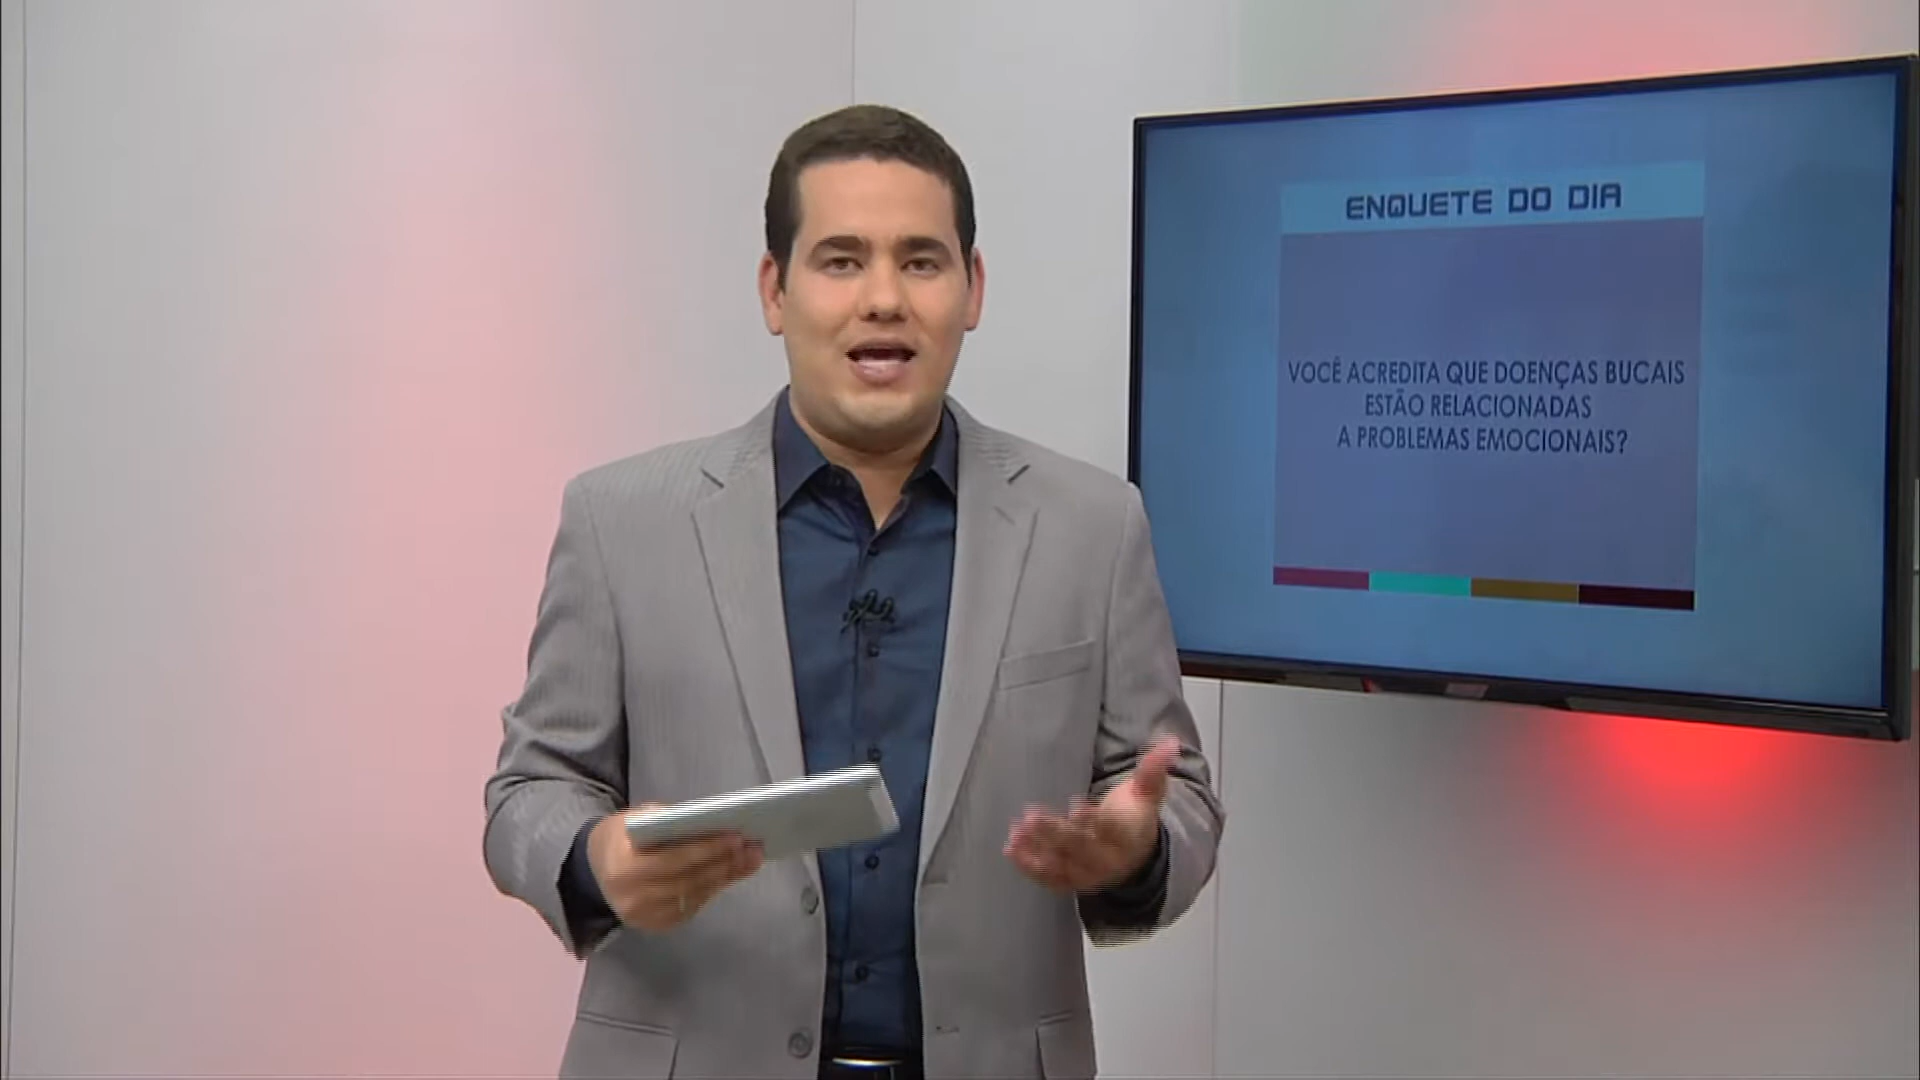 ENQUETE DO DIA
VOCÊ ACREDITA QUE DOENÇAS BUCAIS
ESTÃO RELACIONADAS
A PROBLEMAS EMOCIONAIS?